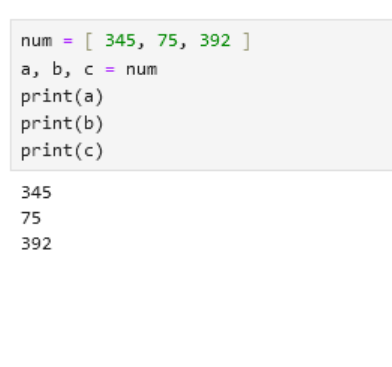 num = [ 345, 75, 392 ]
a, b, c = num
print(a)
print(b)
print(c)
345
75
392